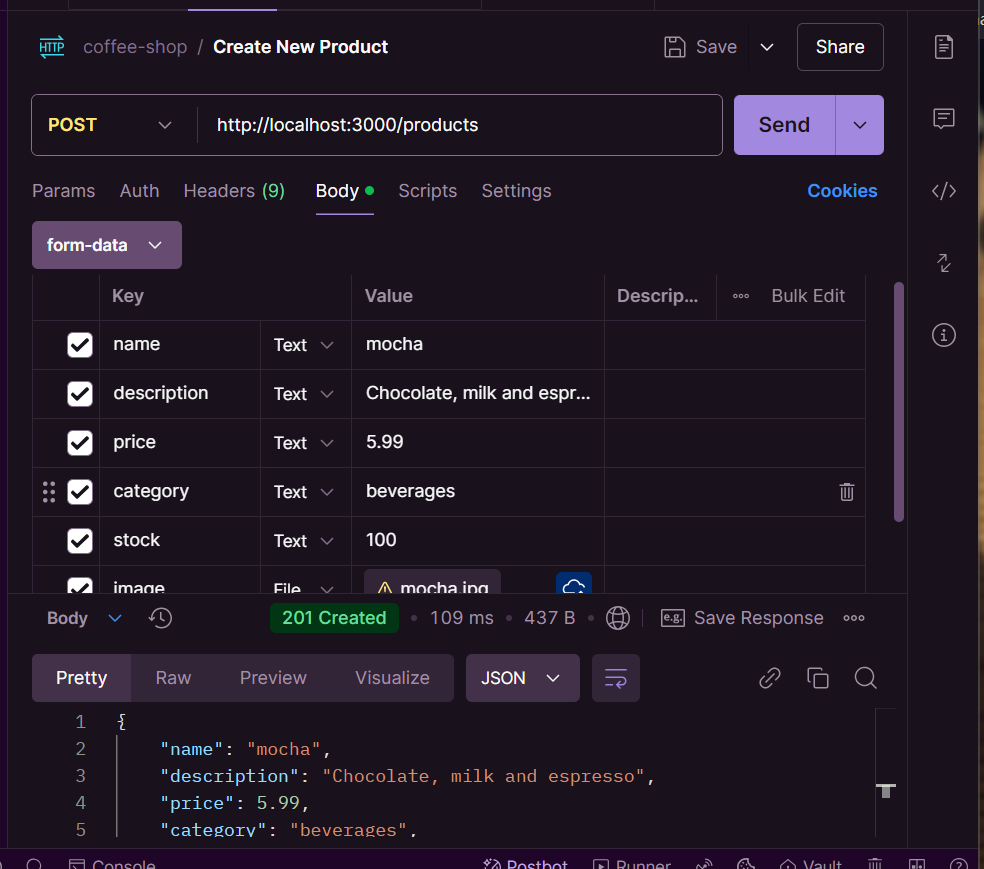 HTTP coffee-shop / Create New Product Save Share
POST http://localhost:3000/products Send
Params Auth Headers (9) Body Scripts Settings Cookies
form-data
Key Value Descrip... Bulk Edit
name Text mocha
description Text Chocolate, milk and espr...
price Text 5.99
category Text beverages
stock Text 100
image File mocha.jpg
Body 201 Created • 109 ms • 437 B • e.g. Save Response
Pretty Raw Preview Visualize JSON
1 {
2 "name": "mocha",
3 "description": "Chocolate, milk and espresso",
4 "price": 5.99,
5 "category": "beverages",
Console Postbot Runner Vault